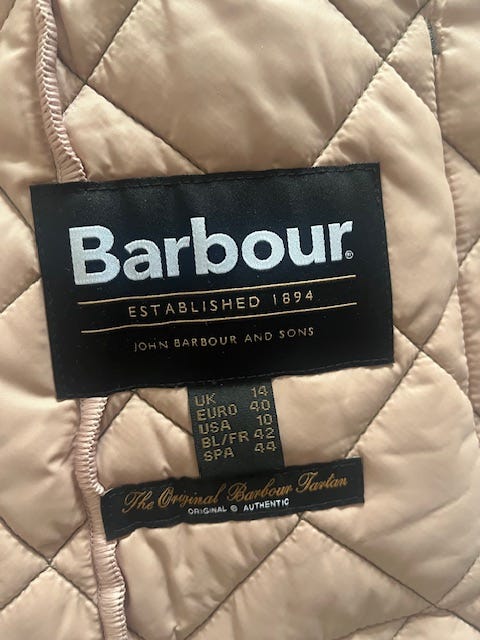 Barbour®
ESTABLISHED 1894
JOHN BARBOUR AND SONS
UK 14
EURO 40
USA 10
BL/FR 42
SPA 44
The Original Barbour Tartan
ORIGINAL ® AUTHENTIC